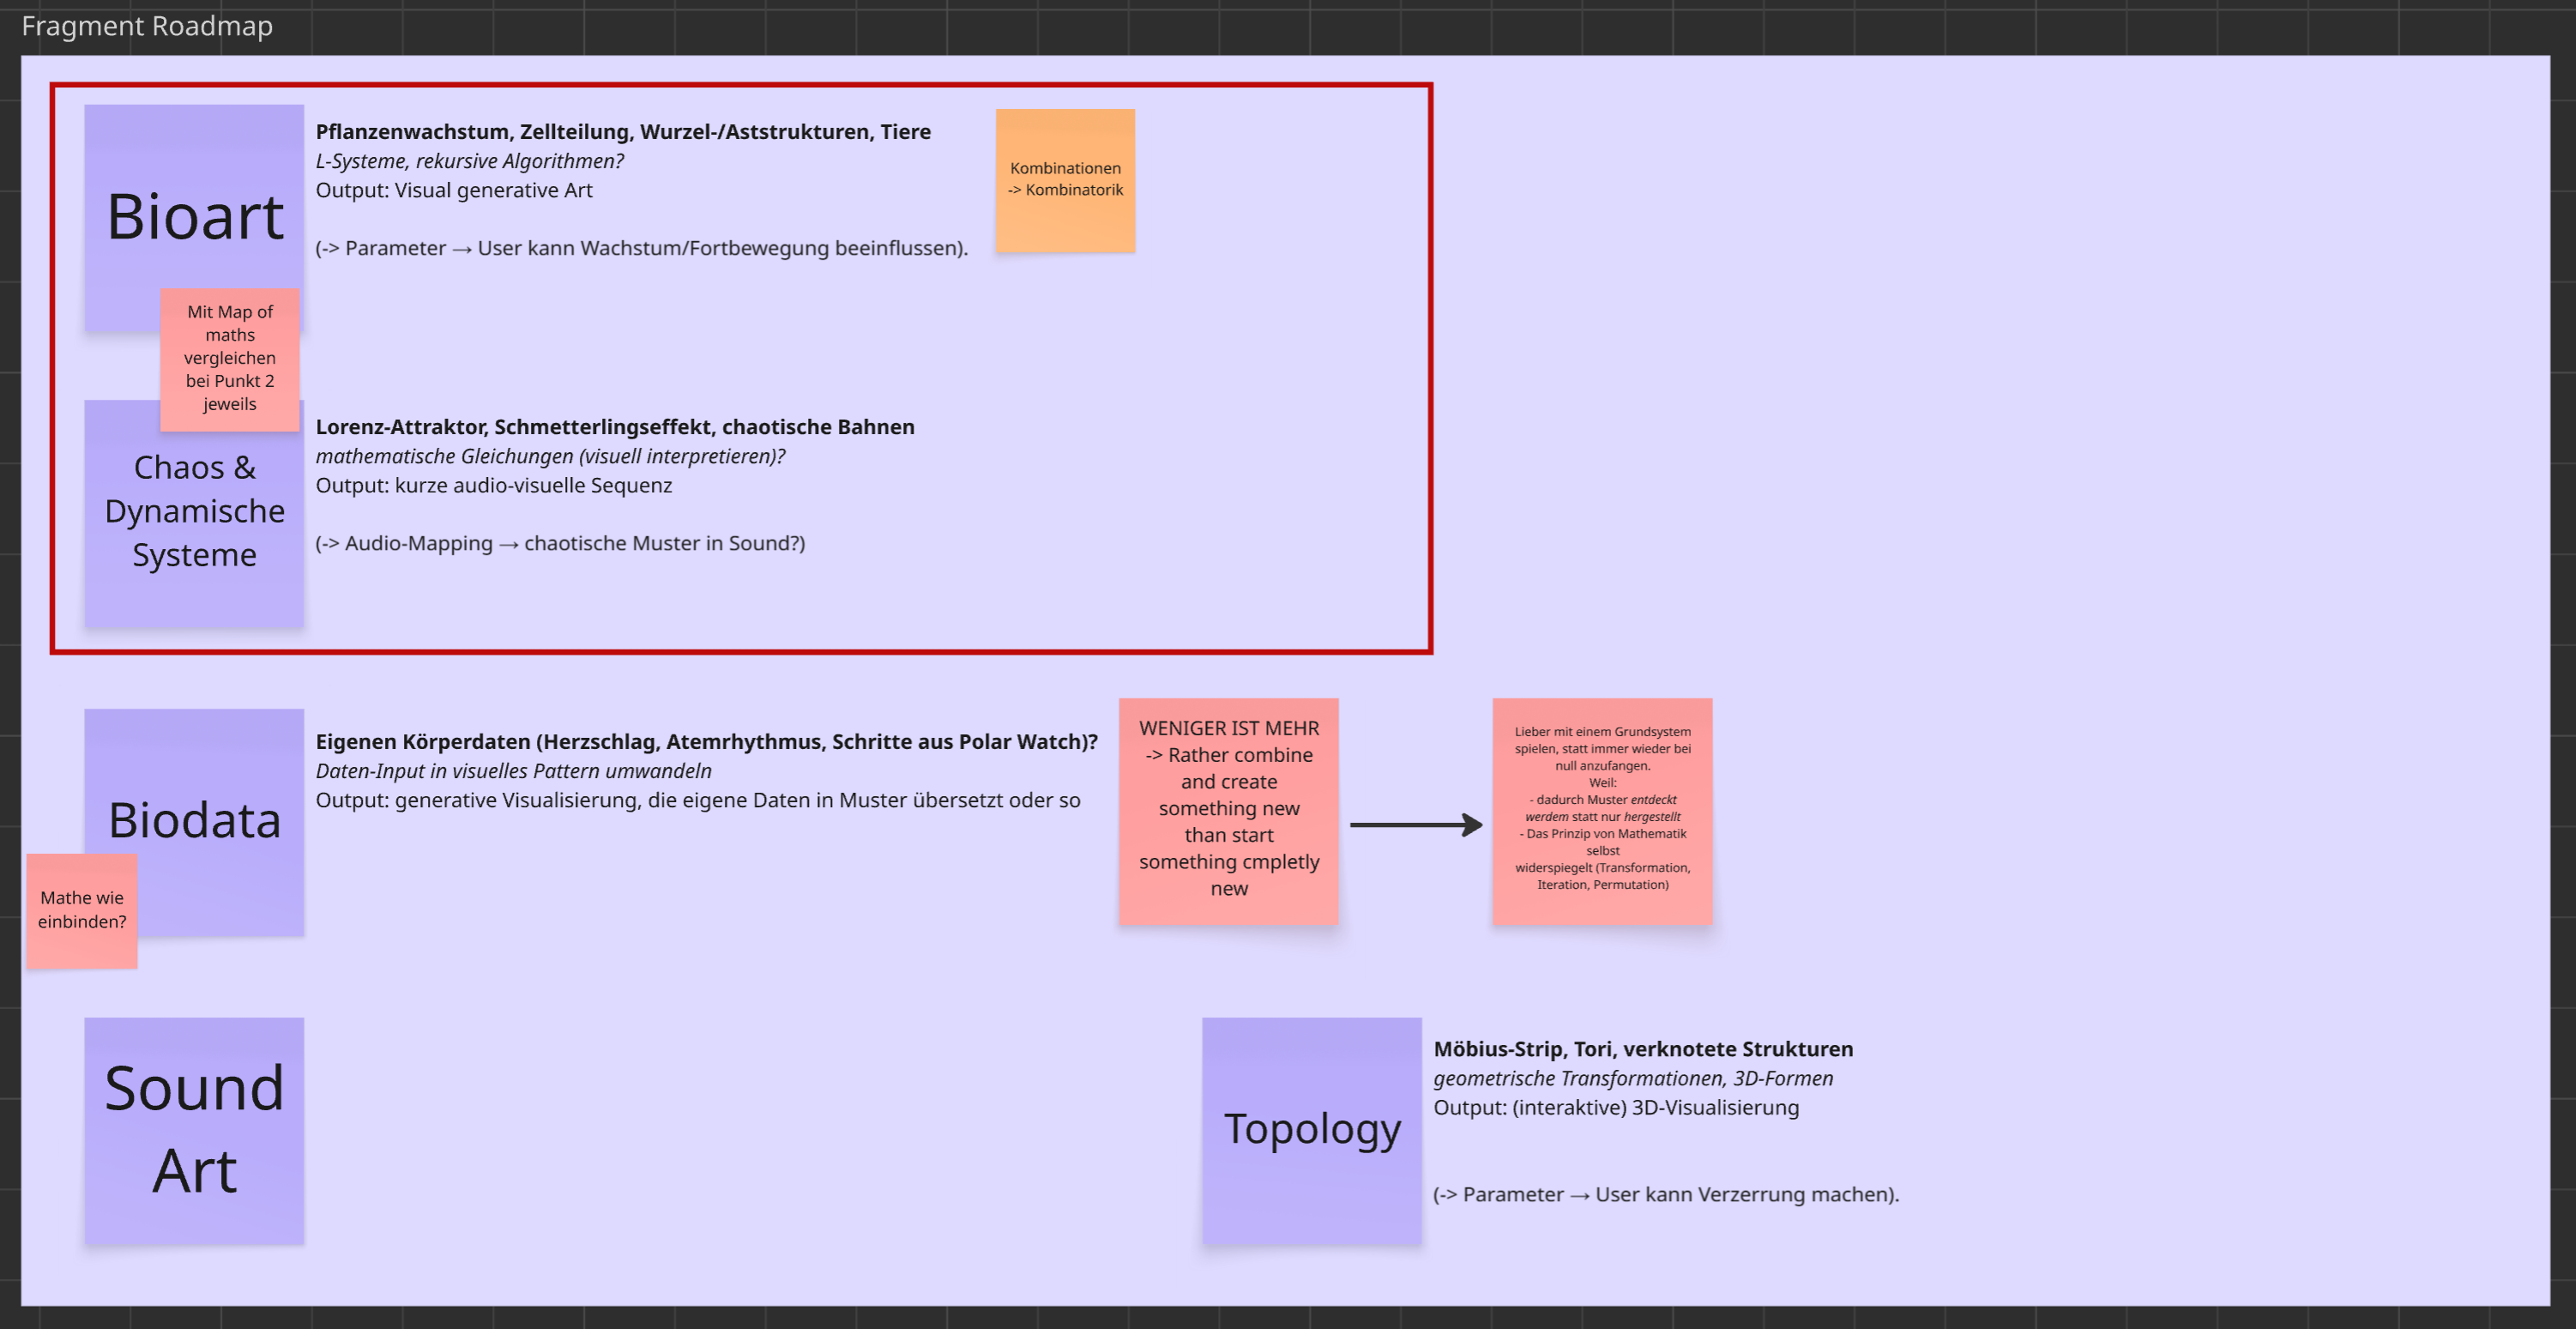 Fragment Roadmap
Bioart
Pflanzenwachstum, Zellteilung, Wurzel-/Aststrukturen, Tiere
L-Systeme, rekursive Algorithmen?
Output: Visual generative Art
(-> Parameter → User kann Wachstum/Fortbewegung beeinflussen).
Kombinationen
-> Kombinatorik
Mit Map of
maths
vergleichen
bei Punkt 2
jeweils
Chaos &
Dynamische
Systeme
Lorenz-Attraktor, Schmetterlingseffekt, chaotische Bahnen
mathematische Gleichungen (visuell interpretieren)?
Output: kurze audio-visuelle Sequenz
(-> Audio-Mapping → chaotische Muster in Sound?)
Biodata
Eigenen Körperdaten (Herzschlag, Atemrhythmus, Schritte aus Polar Watch)?
Daten-Input in visuelles Pattern umwandeln
Output: generative Visualisierung, die eigene Daten in Muster übersetzt oder so
Mathe wie
einbinden?
WENIGER IST MEHR
-> Rather combine
and create
something new
than start
something cmpletly
new
Lieber mit einem Grundsystem
spielen, statt immer wieder bei
null anzufangen.
Weil:
- dadurch Muster entdeckt
werdem statt nur hergestellt
- Das Prinzip von Mathematik
selbst
widerspiegelt (Transformation,
Iteration, Permutation)
Sound
Art
Topology
Möbius-Strip, Tori, verknotete Strukturen
geometrische Transformationen, 3D-Formen
Output: (interaktive) 3D-Visualisierung
(-> Parameter → User kann Verzerrung machen).